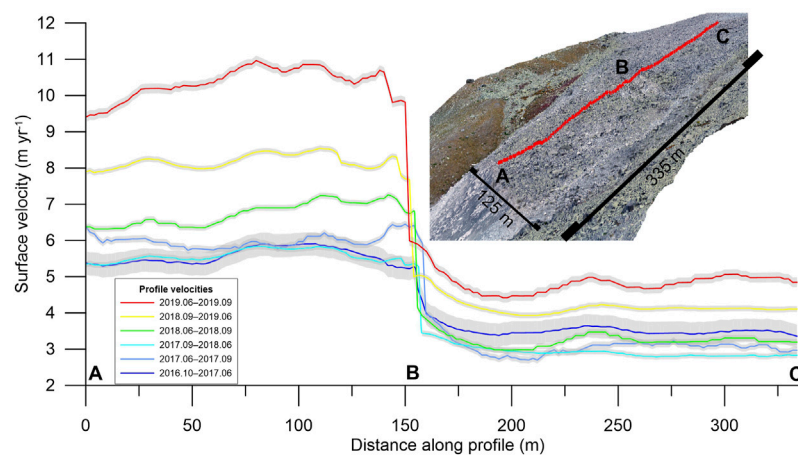 12
11
10
9
8
7
6
5
4
3
2
Surface velocity (m yr⁻¹)
Profile velocities
2019.06–2019.09
2018.09–2019.06
2018.06–2018.09
2017.09–2018.06
2017.06–2017.09
2016.10–2017.06
A
B
C
0
50
100
150
200
250
300
Distance along profile (m)
C
B
A
125 m
335 m